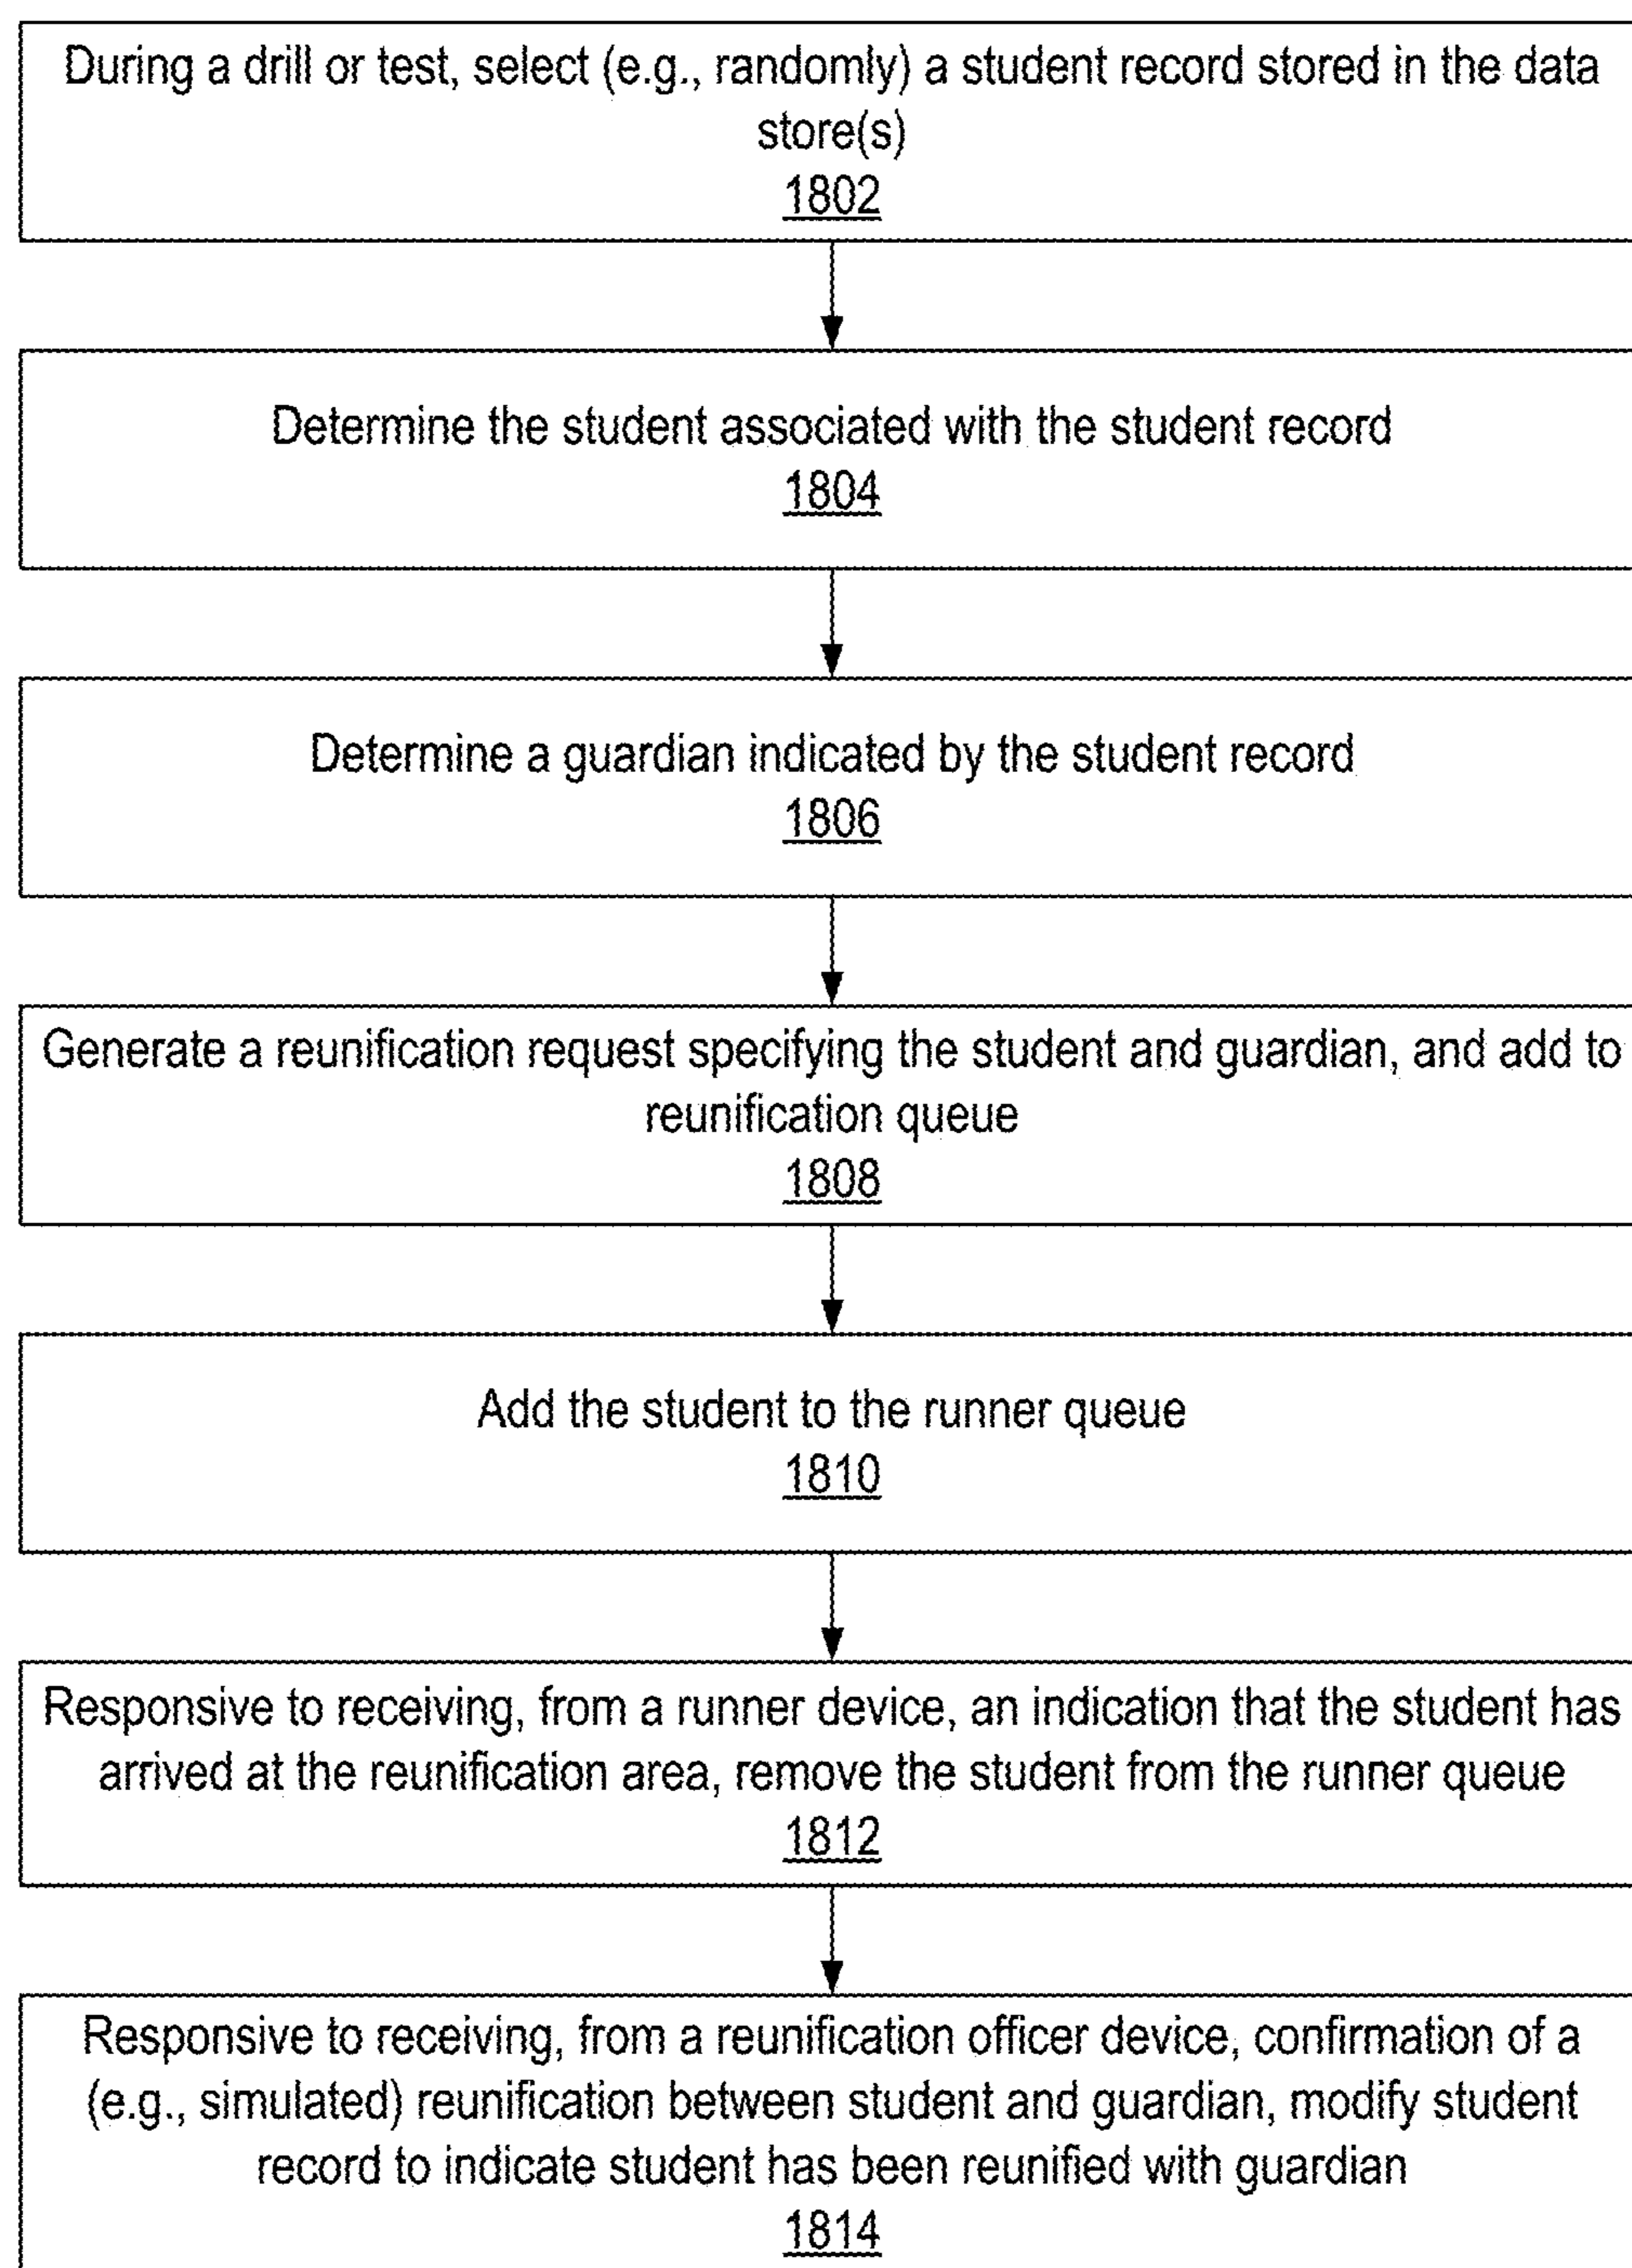 During a drill or test, select (e.g., randomly) a student record stored in the data
store(s)
1802
Determine the student associated with the student record
1804
Determine a guardian indicated by the student record
1806
Generate a reunification request specifying the student and guardian, and add to
reunification queue
1808
Add the student to the runner queue
1810
Responsive to receiving, from a runner device, an indication that the student has
arrived at the reunification area, remove the student from the runner queue
1812
Responsive to receiving, from a reunification officer device, confirmation of a
(e.g., simulated) reunification between student and guardian, modify student
record to indicate student has been reunified with guardian
1814